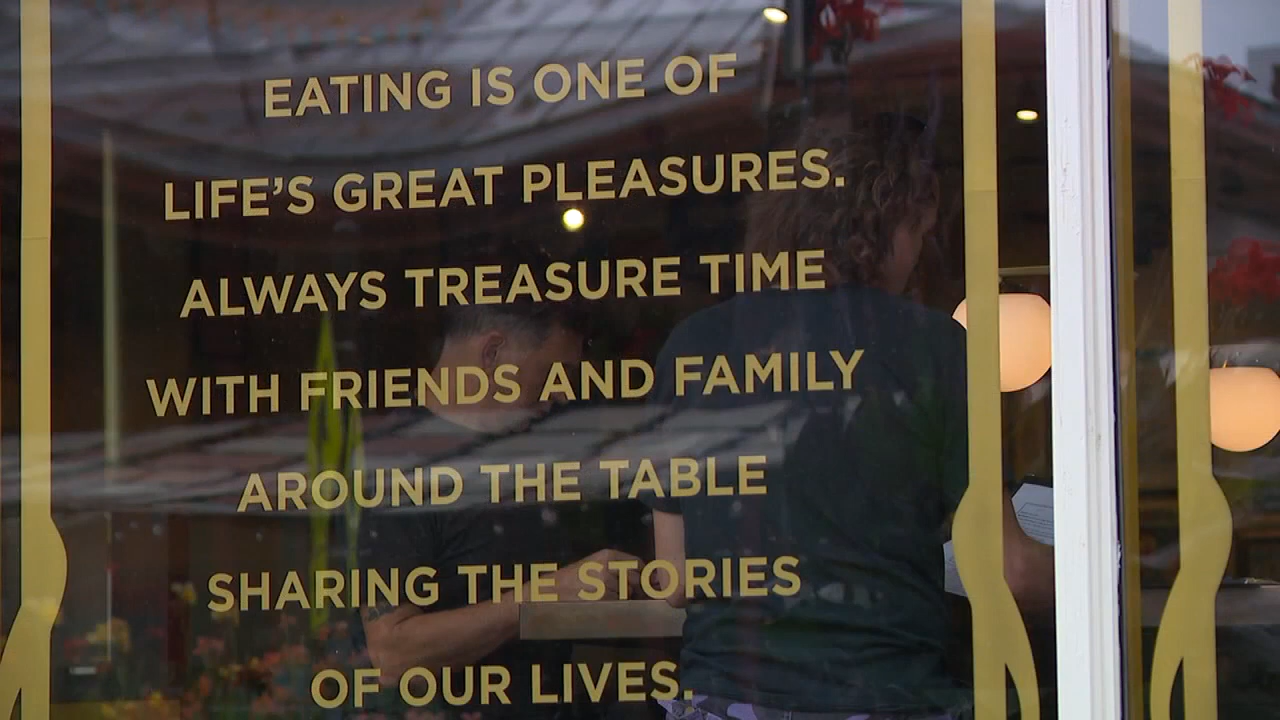 EATING IS ONE OF
LIFE'S GREAT PLEASURES.
ALWAYS TREASURE TIME
WITH FRIENDS AND FAMILY
AROUND THE TABLE
SHARING THE STORIES
OF OUR LIVES.